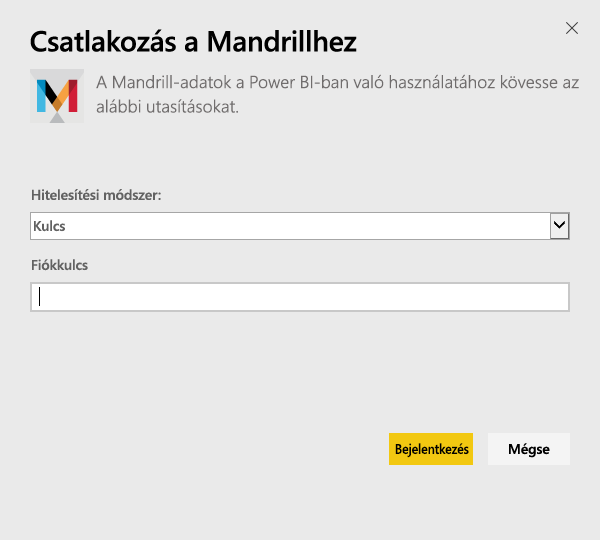 Csatlakozás a Mandrillhez
A Mandrill-adatok a Power BI-ban való használatához kövesse az
alábbi utasításokat.
Hitelesítési módszer:
Kulcs
Fiókkulcs
Bejelentkezés
Mégse